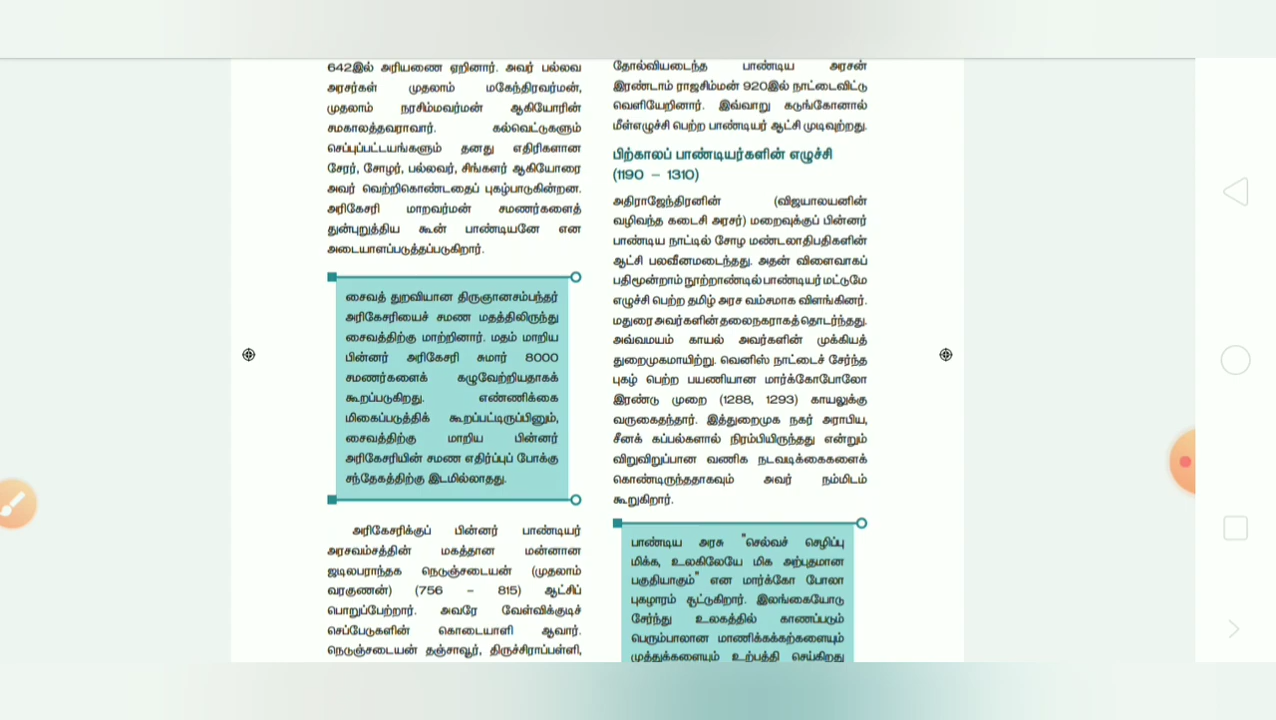 642இல் அரியணை ஏறினார். அவர் பல்லவ
அரசர்கள் முதலாம் மகேந்திரவர்மன்,
முதலாம் நரசிம்மவர்மன் ஆகியோரின்
சமகாலத்தவராவார். கல்வெட்டுகளும்
செப்புப்பட்டயங்களும் தனது எதிரிகளான
சேரர், சோழர், பல்லவர், சிங்களர் ஆகியோரை
அவர் வெற்றிகொண்டதைப் புகழ்பாடுகின்றன.
அரிகேசரி மாறவர்மன் சமணர்களைத்
துன்புறுத்திய கூன் பாண்டியனே என
அடையாளப்படுத்தப்படுகிறார்.
சைவத் துறவியான திருஞானசம்பந்தர்
அரிகேசரியைச் சமண மதத்திலிருந்து
சைவத்திற்கு மாற்றினார். மதம் மாறிய
பின்னர் அரிகேசரி சுமார் 8000
சமணர்களைக் கழுவேற்றியதாகக்
கூறப்படுகிறது. எண்ணிக்கை
மிகைப்படுத்திக் கூறப்பட்டிருப்பினும்,
சைவத்திற்கு மாறிய பின்னர்
அரிகேசரியின் சமண எதிர்ப்புப் போக்கு
சந்தேகத்திற்கு இடமில்லாதது.
அரிகேசரிக்குப் பின்னர் பாண்டியர்
அரசவம்சத்தின் மகத்தான மன்னான
ஜடிலபராந்தக நெடுஞ்சடையன் (முதலாம்
வரகுணன்) (756 – 815) ஆட்சிப்
பொறுப்பேற்றார். அவரே வேள்விக்குடிச்
செப்பேடுகளின் கொடையாளி ஆவார்.
நெடுஞ்சடையன் தஞ்சாவூர், திருச்சிராப்பள்ளி,
தோல்வியடைந்த பாண்டிய அரசன்
இரண்டாம் ராஜசிம்மன் 920இல் நாட்டைவிட்டு
வெளியேறினார். இவ்வாறு கடுங்கோனால்
மீள்எழுச்சி பெற்ற பாண்டியர் ஆட்சி முடிவுற்றது.
பிற்காலப் பாண்டியர்களின் எழுச்சி
(1190 – 1310)
அதிராஜேந்திரனின் (விஜயாலயனின்
வழிவந்த கடைசி அரசர்) மறைவுக்குப் பின்னர்
பாண்டிய நாட்டில் சோழ மண்டலாதிபதிகளின்
ஆட்சி பலவீனமடைந்தது. அதன் விளைவாகப்
பதிமூன்றாம் நூற்றாண்டில் பாண்டியர் மட்டுமே
எழுச்சி பெற்ற தமிழ் அரச வம்சமாக விளங்கினர்.
மதுரை அவர்களின் தலைநகராகத் தொடர்ந்தது.
அவ்வமயம் காயல் அவர்களின் முக்கியத்
துறைமுகமாயிற்று. வெனிஸ் நாட்டைச் சேர்ந்த
புகழ் பெற்ற பயணியான மார்க்கோபோலோ
இரண்டு முறை (1288, 1293) காயலுக்கு
வருகைதந்தார். இத்துறைமுக நகர் அராபிய,
சீனக் கப்பல்களால் நிரம்பியிருந்தது என்றும்
விறுவிறுப்பான வணிக நடவடிக்கைகளைக்
கொண்டிருந்ததாகவும் அவர் நம்மிடம்
கூறுகிறார்.
பாண்டிய அரசு "செல்வச் செழிப்பு
மிக்க, உலகிலேயே மிக அற்புதமான
பகுதியாகும்" என மார்க்கோ போலா
புகழாரம் சூட்டுகிறார். இலங்கையோடு
சேர்ந்து உலகத்தில் காணப்படும்
பெரும்பாலான மாணிக்கக்கற்களையும்
முத்துக்களையும் உற்பத்தி செய்கிறது